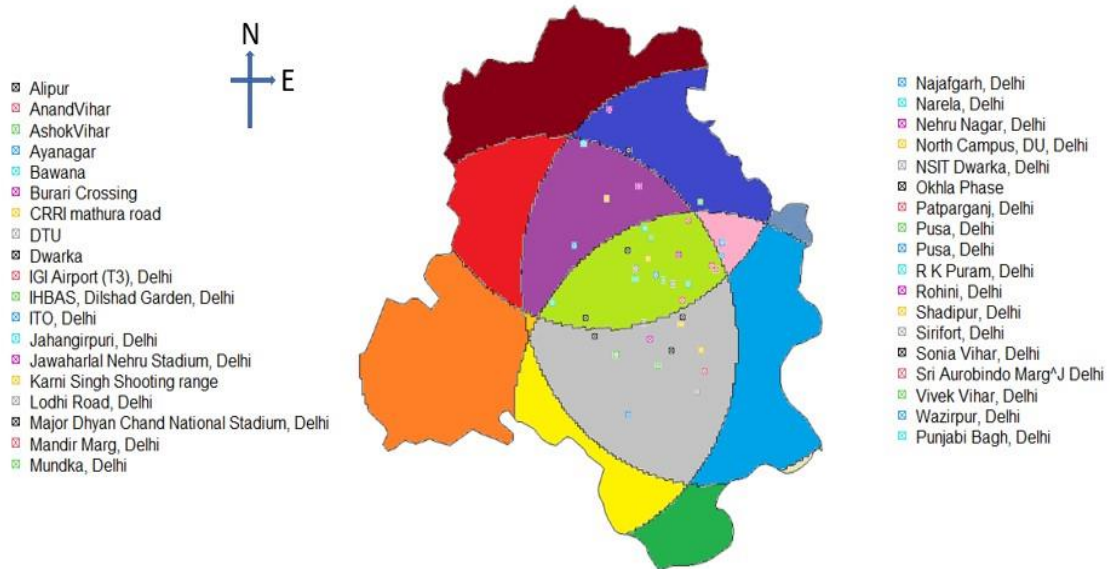 N
E
Alipur
AnandVihar
AshokVihar
Ayanagar
Bawana
Burari Crossing
CRRI mathura road
DTU
Dwarka
IGI Airport (T3), Delhi
IHBAS, Dilshad Garden, Delhi
ITO, Delhi
Jahangirpuri, Delhi
Jawaharlal Nehru Stadium, Delhi
Karni Singh Shooting range
Lodhi Road, Delhi
Major Dhyan Chand National Stadium, Delhi
Mandir Marg, Delhi
Mundka, Delhi
Najafgarh, Delhi
Narela, Delhi
Nehru Nagar, Delhi
North Campus, DU, Delhi
NSIT Dwarka, Delhi
Okhla Phase
Patparganj, Delhi
Pusa, Delhi
Pusa, Delhi
R K Puram, Delhi
Rohini, Delhi
Shadipur, Delhi
Sirifort, Delhi
Sonia Vihar, Delhi
Sri Aurobindo Marg^J Delhi
Vivek Vihar, Delhi
Wazirpur, Delhi
Punjabi Bagh, Delhi